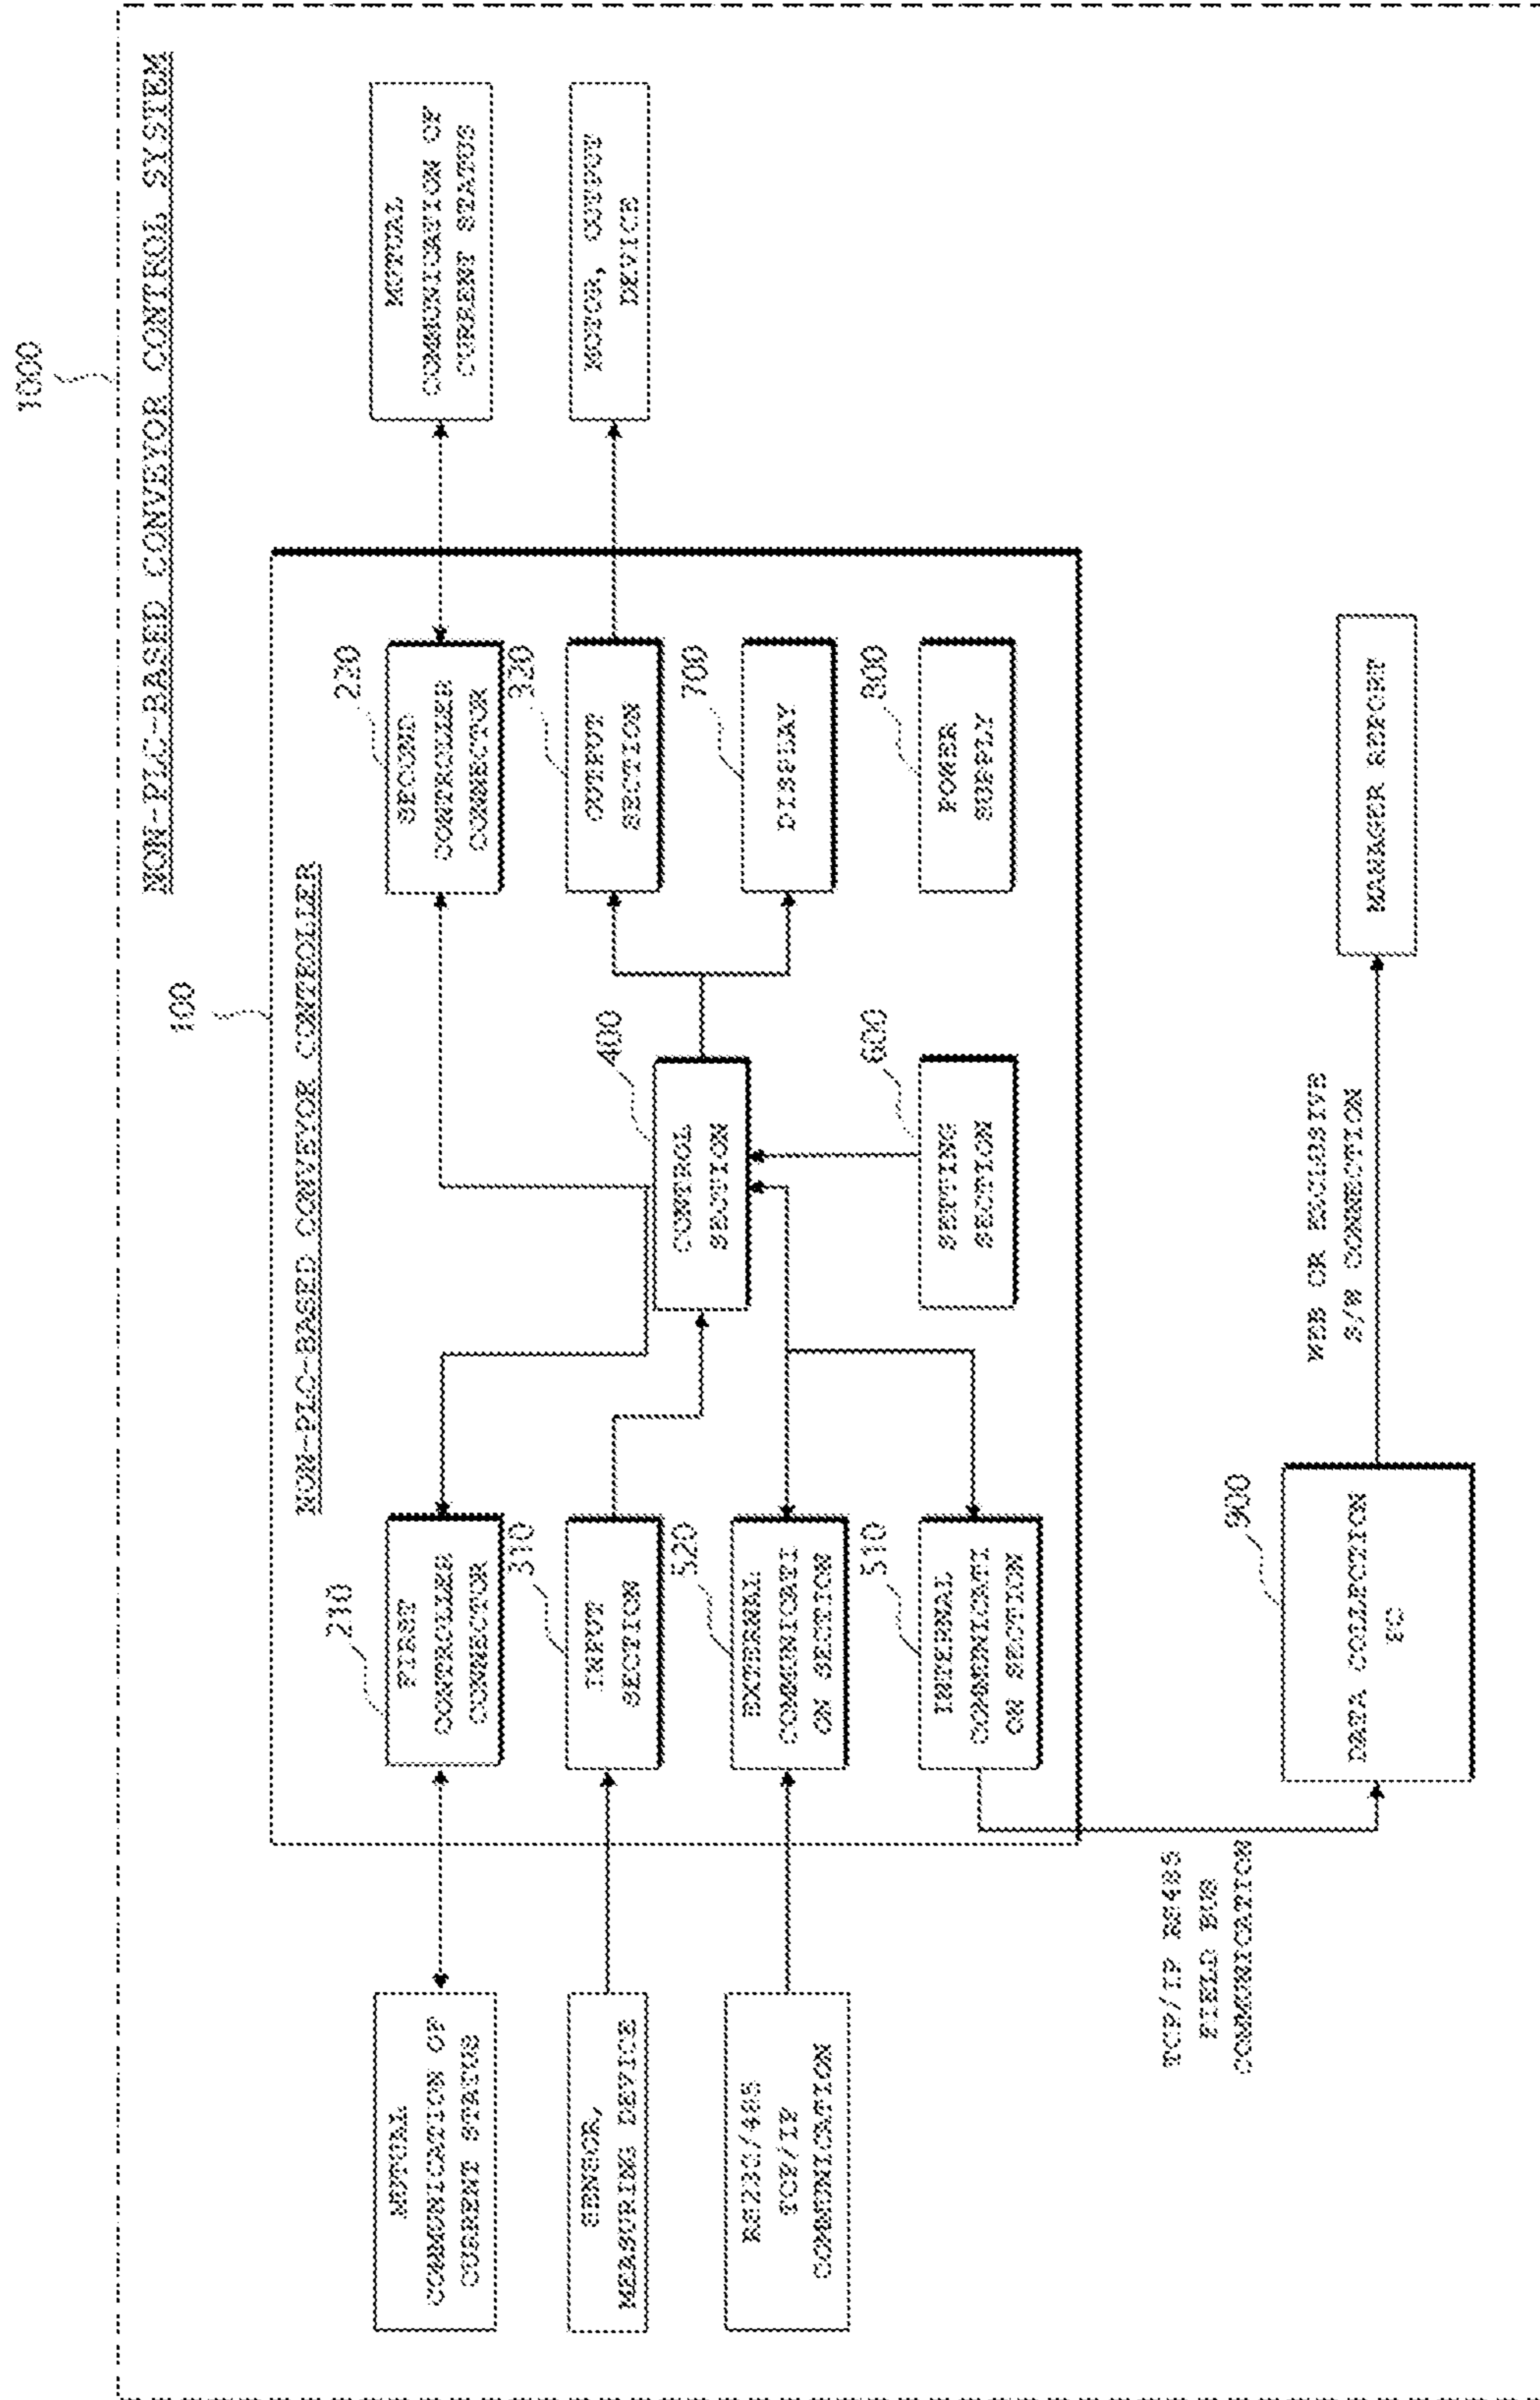 1000
NON-PLC-BASED CONVEYOR CONTROL SYSTEM
100
NON-PLC-BASED CONVEYOR CONTROLLER
MUTUAL
COMMUNICATION OF
CURRENT STATUS
210
FIRST
CONTROLLER
CONNECTOR
220
SECOND
CONTROLLER
CONNECTOR
MUTUAL
COMMUNICATION OF
CURRENT STATUS
SENSOR,
MEASURING DEVICE
310
INPUT
SECTION
400
CONTROL
SECTION
320
OUTPUT
SECTION
MOTOR, OUTPUT
DEVICE
RS232/485
TCP/IP
COMMUNICATION
520
EXTERNAL
COMMUNICATI
ON SECTION
700
DISPLAY
510
INTERNAL
COMMUNICATI
ON SECTION
600
SETTING
SECTION
800
POWER
SUPPLY
TCP/IP RS485
FIELD BUS
COMMUNICATION
900
DATA COLLECTION
PC
WEB OR EXCLUSIVE
S/W CONNECTION
MANAGER REPORT